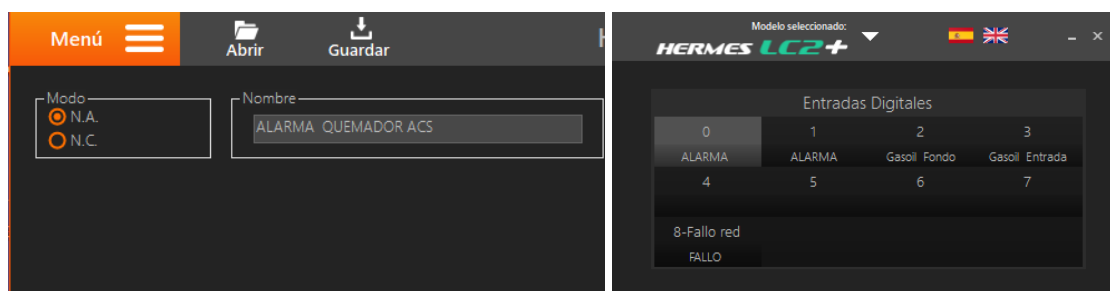 Menú
Abrir
Guardar
Modo
N.A.
N.C.
Nombre
ALARMA QUEMADOR ACS
Modelo seleccionado:
HERMES LC2+
Entradas Digitales
0 1 2 3
ALARMA ALARMA Gasoil Fondo Gasoil Entrada
4 5 6 7
8-Fallo red
FALLO